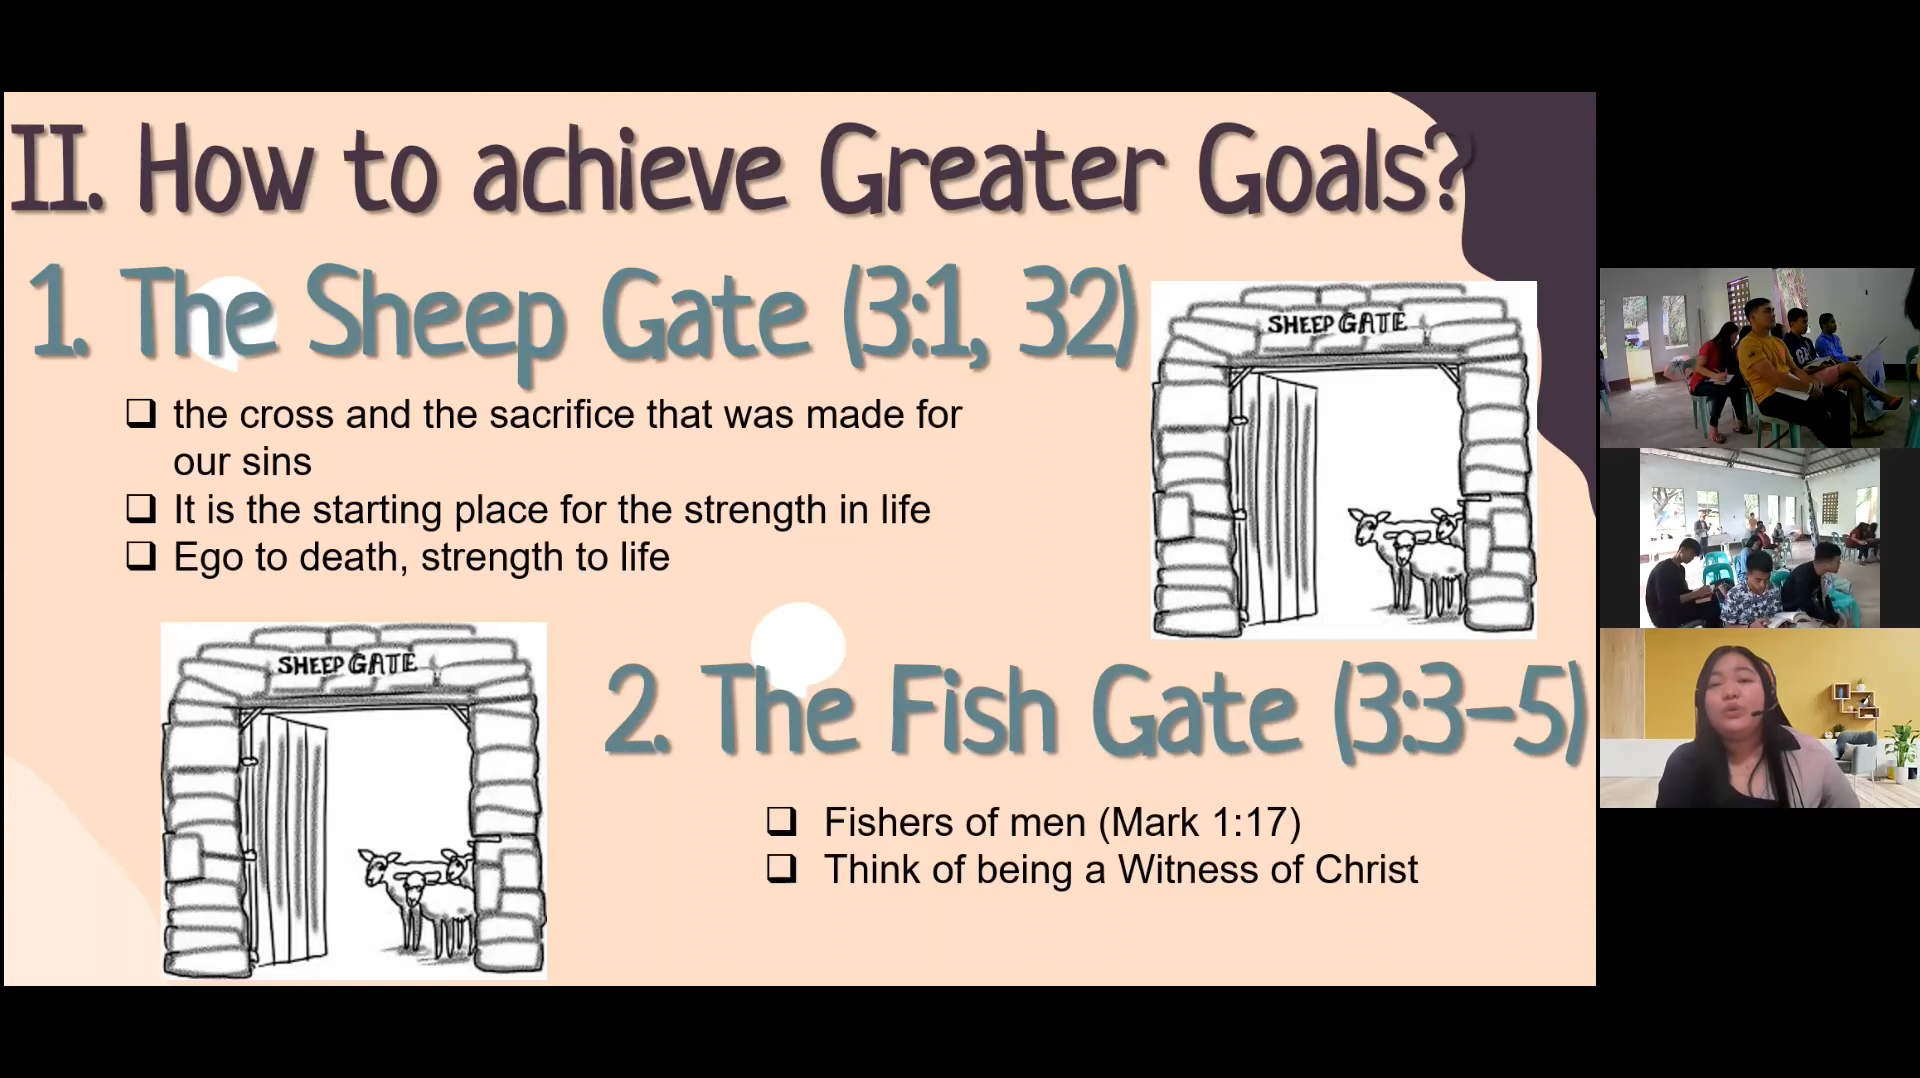 II. How to achieve Greater Goals?
1. The Sheep Gate (3:1, 32)
SHEEP GATE
❑ the cross and the sacrifice that was made for
our sins
❑ It is the starting place for the strength in life
❑ Ego to death, strength to life
SHEEP GATE
2. The Fish Gate (3:3-5)
❑ Fishers of men (Mark 1:17)
❑ Think of being a Witness of Christ